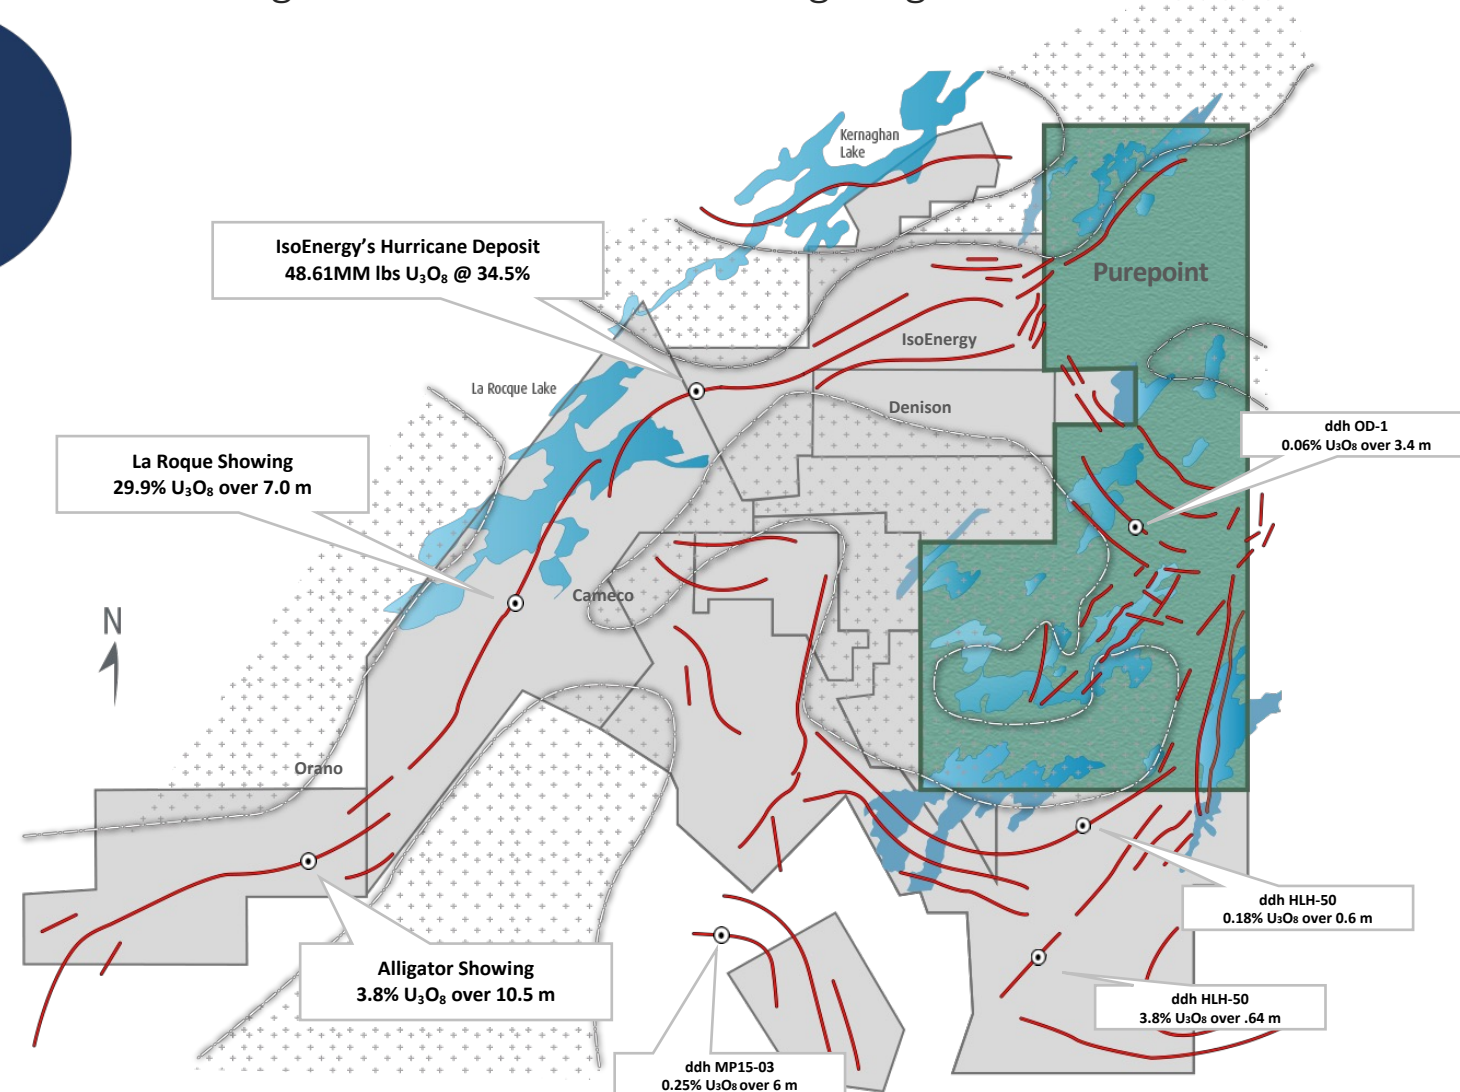 Kernaghan
Lake
IsoEnergy's Hurricane Deposit
48.61MM lbs U₃O₈ @ 34.5%
Purepoint
IsoEnergy
La Rocque Lake
Denison
ddh OD-1
0.06% U₃O₈ over 3.4 m
La Roque Showing
29.9% U₃O₈ over 7.0 m
Cameco
N
Orano
ddh HLH-50
0.18% U₃O₈ over 0.6 m
Alligator Showing
3.8% U₃O₈ over 10.5 m
ddh HLH-50
3.8% U₃O₈ over .64 m
ddh MP15-03
0.25% U₃O₈ over 6 m